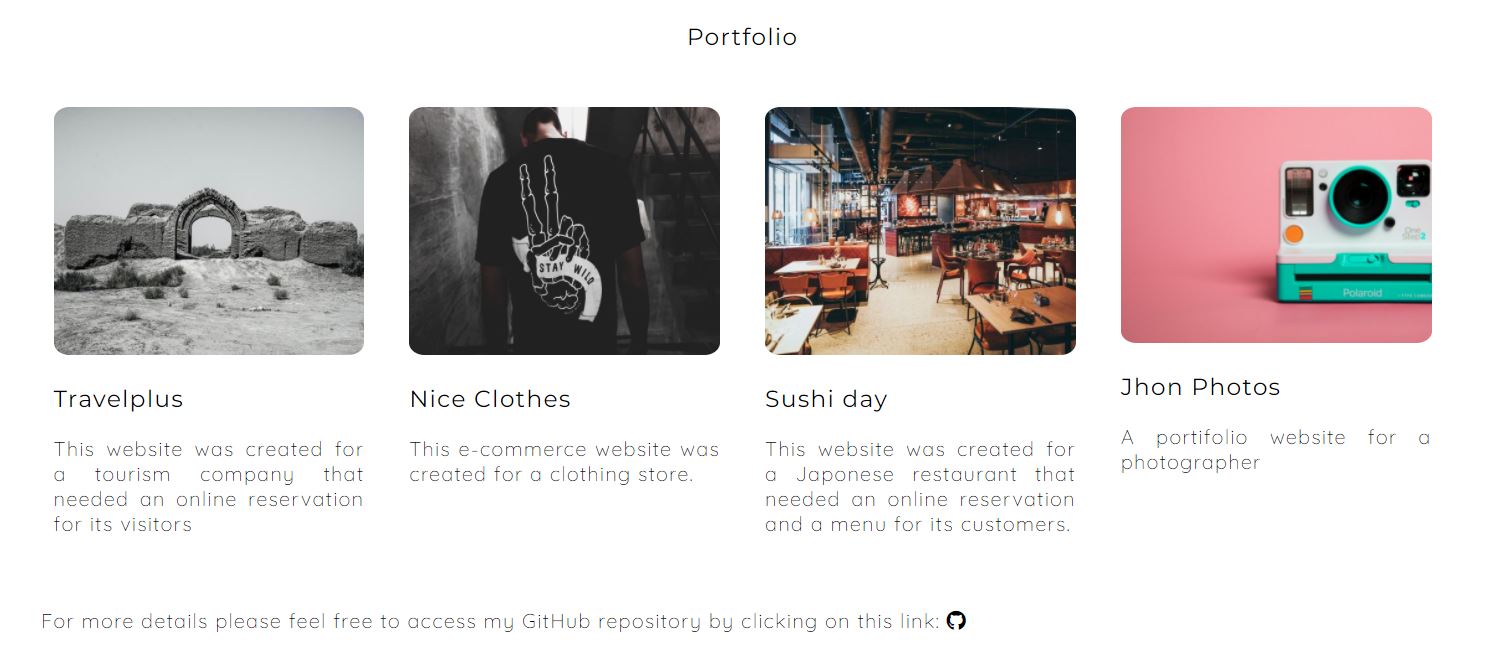 Portfolio
STAY WILD
One
Step2
Polaroid
Travelplus
This website was created for
a tourism company that
needed an online reservation
for its visitors
Nice Clothes
This e-commerce website was
created for a clothing store.
Sushi day
This website was created for
a Japonese restaurant that
needed an online reservation
and a menu for its customers.
Jhon Photos
A portifolio website for a
photographer
For more details please feel free to access my GitHub repository by clicking on this link: